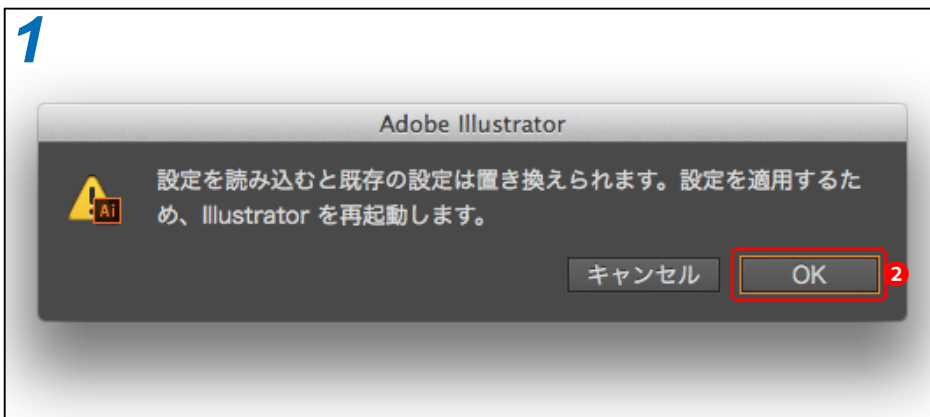 1
Adobe Illustrator
設定を読み込むと既存の設定は置き換えられます。設定を適用するた
め、Illustrator を再起動します。
Ai
キャンセル
OK
2